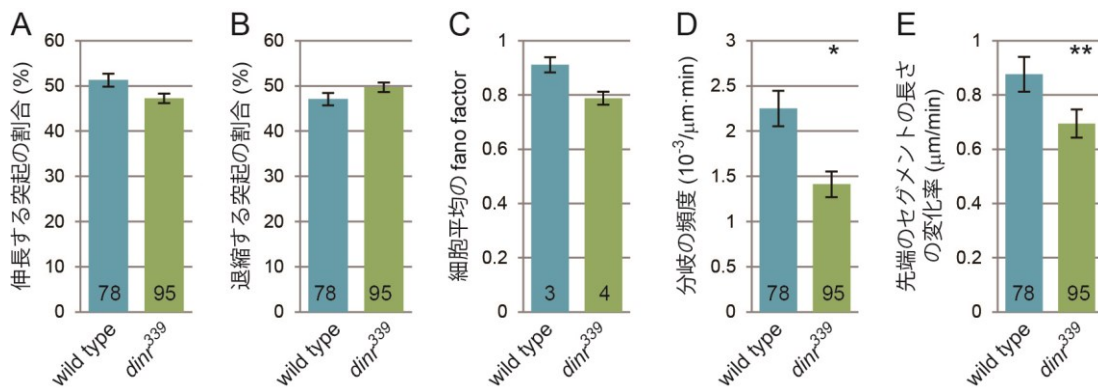 A
伸長する突起の割合 (%)
60
50
40
30
20
10
0
78
95
wild type
dinr³³⁹
B
退縮する突起の割合 (%)
60
50
40
30
20
10
0
78
95
wild type
dinr³³⁹
C
細胞平均の fano factor
1
0.8
0.6
0.4
0.2
0
3
4
wild type
dinr³³⁹
D
分岐の頻度 (10⁻³/μm·min)
3
2.5
2
1.5
1
0.5
0
*
78
95
wild type
dinr³³⁹
E
先端のセグメントの長さ
の変化率 (μm/min)
1
0.8
0.6
0.4
0.2
0
**
78
95
wild type
dinr³³⁹